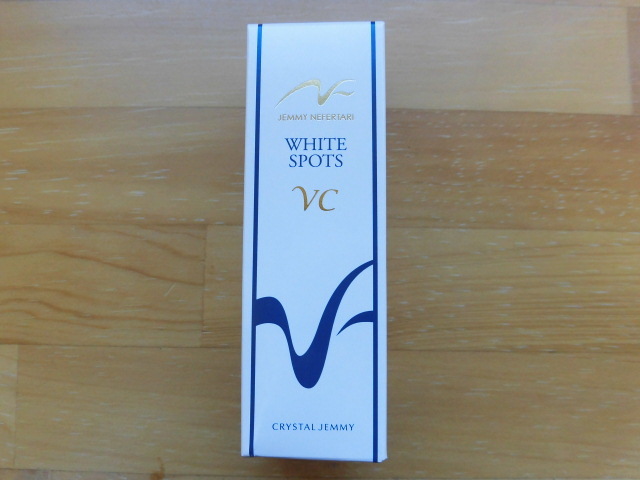 JEMMY NEFERTARI
WHITE
SPOTS
VC
CRYSTAL JEMMY